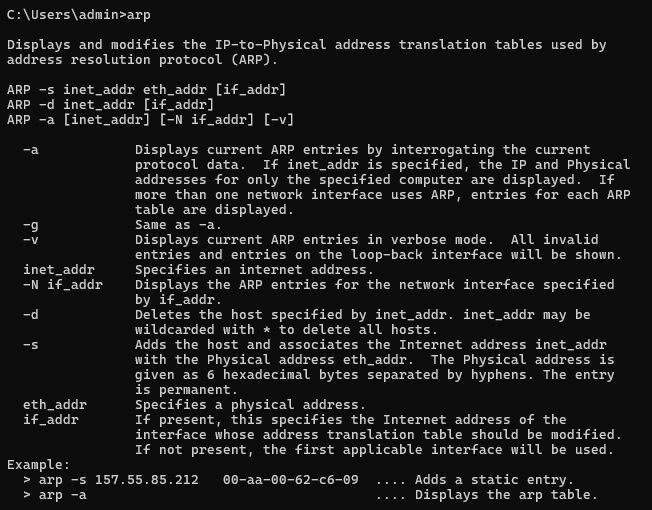 C:\Users\admin>arp

Displays and modifies the IP-to-Physical address translation tables used by
address resolution protocol (ARP).

ARP -s inet_addr eth_addr [if_addr]
ARP -d inet_addr [if_addr]
ARP -a [inet_addr] [-N if_addr] [-v]

  -a            Displays current ARP entries by interrogating the current
                protocol data.  If inet_addr is specified, the IP and Physical
                addresses for only the specified computer are displayed.  If
                more than one network interface uses ARP, entries for each ARP
                table are displayed.
  -g            Same as -a.
  -v            Displays current ARP entries in verbose mode.  All invalid
                entries and entries on the loop-back interface will be shown.
  inet_addr     Specifies an internet address.
  -N if_addr    Displays the ARP entries for the network interface specified
                by if_addr.
  -d            Deletes the host specified by inet_addr. inet_addr may be
                wildcarded with * to delete all hosts.
  -s            Adds the host and associates the Internet address inet_addr
                with the Physical address eth_addr.  The Physical address is
                given as 6 hexadecimal bytes separated by hyphens. The entry
                is permanent.
  eth_addr      Specifies a physical address.
  if_addr       If present, this specifies the Internet address of the
                interface whose address translation table should be modified.
                If not present, the first applicable interface will be used.
Example:
  > arp -s 157.55.85.212   00-aa-00-62-c6-09  .... Adds a static entry.
  > arp -a                                    .... Displays the arp table.